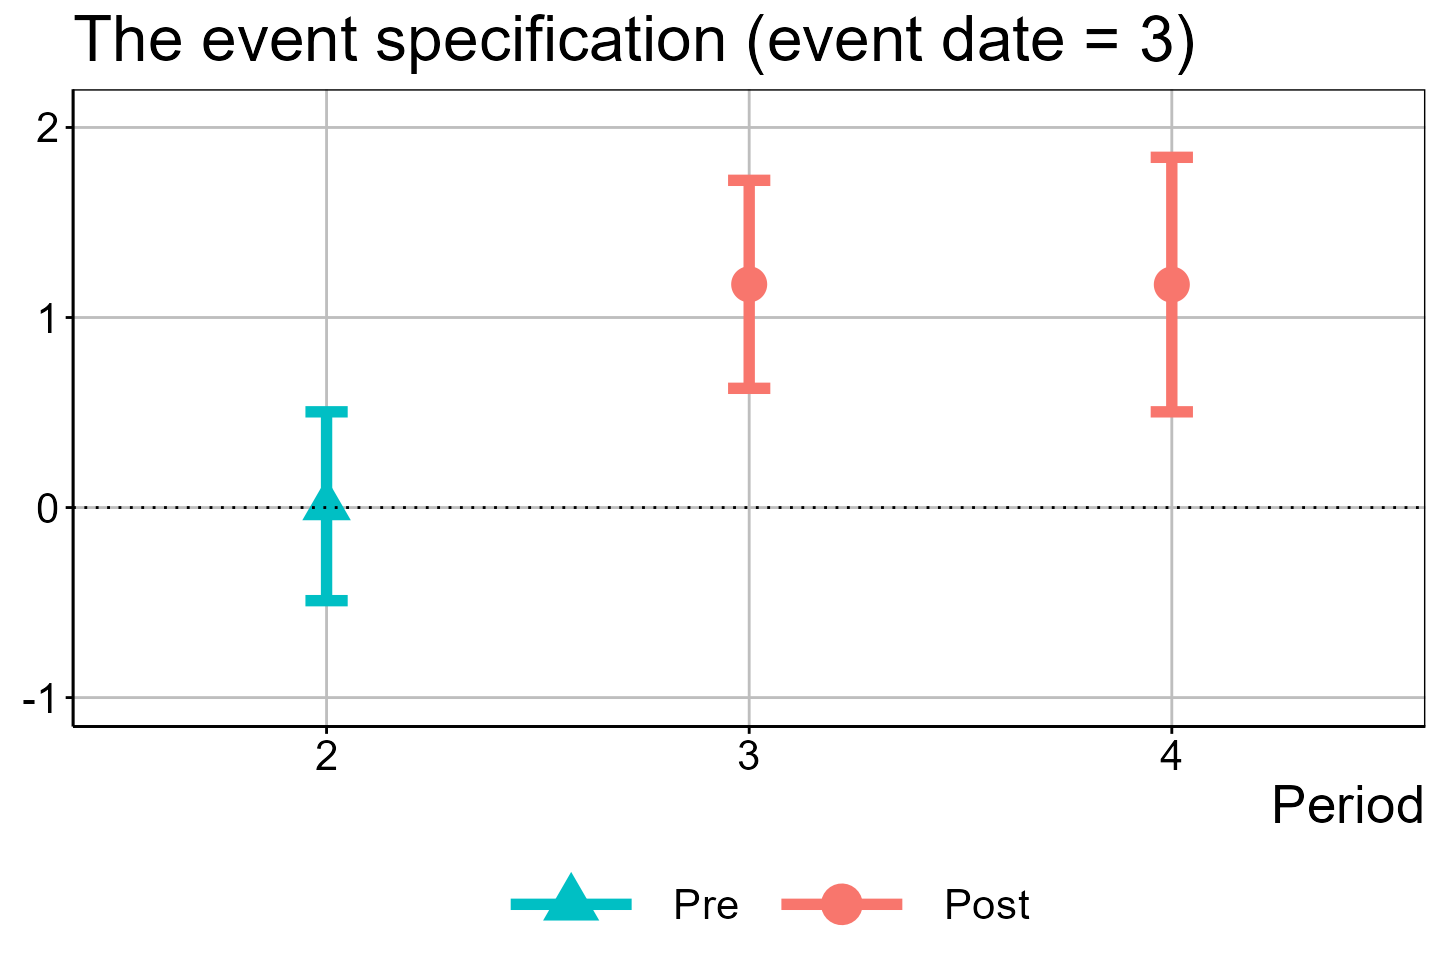 The event specification (event date = 3)
2
1
0
-1
2 3 4
Period
Pre Post